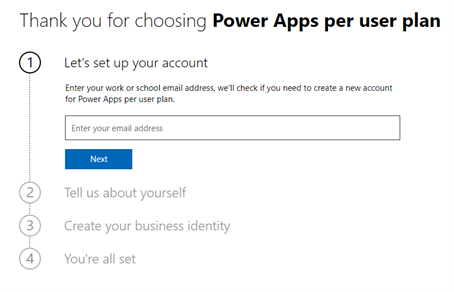 Thank you for choosing Power Apps per user plan
1 Let's set up your account
Enter your work or school email address, we'll check if you need to create a new account
for Power Apps per user plan.
Enter your email address
Next
2 Tell us about yourself
3 Create your business identity
4 You're all set